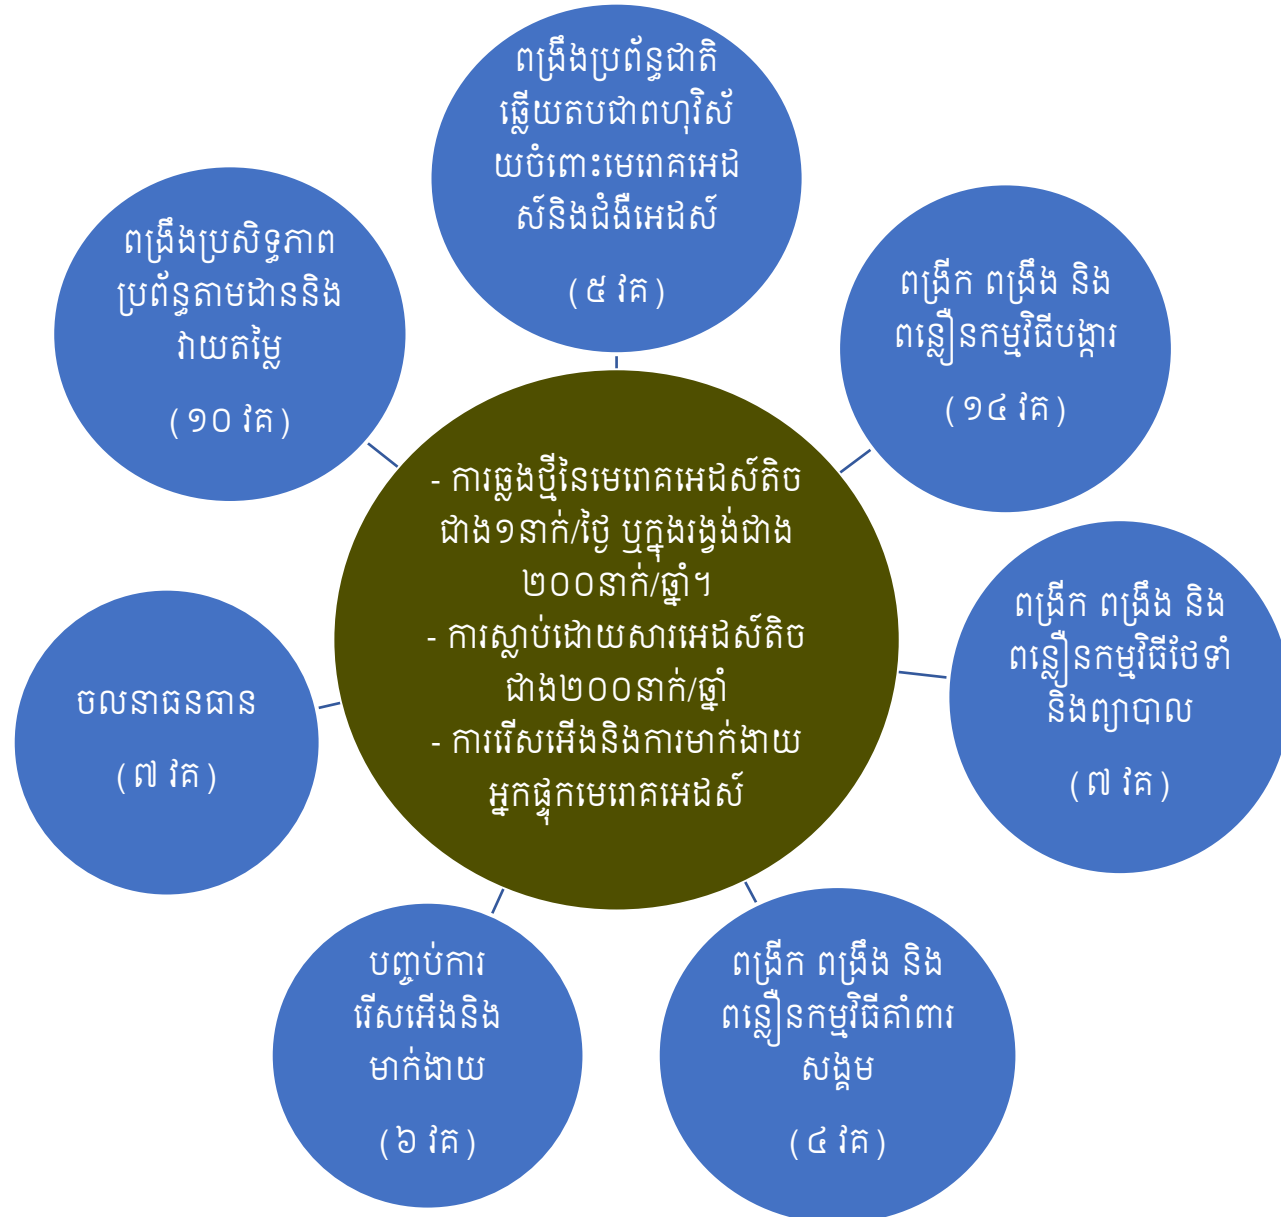 ពង្រឹងប្រព័ន្ធជាតិ
ឆ្លើយតបជាពហុវិស័
យចំពោះមេរោគអេដ
ស៍និងជំងឺអេដស៍
(៥ វគ)
ពង្រីក ពង្រឹង និង
ពន្លឿនកម្មវិធីបង្ការ
(១៤ វគ)
ពង្រីក ពង្រឹង និង
ពន្លឿនកម្មវិធីថែទាំ
និងព្យាបាល
(៧ វគ)
ពង្រីក ពង្រឹង និង
ពន្លឿនកម្មវិធីគាំពារ
សង្គម
(៤ វគ)
បញ្ចប់ការ
រើសអើងនិង
មាក់ងាយ
(៦ វគ)
ចលនាធនធាន
(៧ វគ)
ពង្រឹងប្រសិទ្ធភាព
ប្រព័ន្ធតាមដាននិង
វាយតម្លៃ
(១០ វគ)
- ការឆ្លងថ្មីនៃមេរោគអេដស៍តិច
ជាង១នាក់/ថ្ងៃ ឬក្នុងរង្វង់ជាង
២០០នាក់/ឆ្នាំ។
- ការស្លាប់ដោយសារអេដស៍តិច
ជាង២០០នាក់/ឆ្នាំ
- ការរើសអើងនិងការមាក់ងាយ
អ្នកផ្ទុកមេរោគអេដស៍